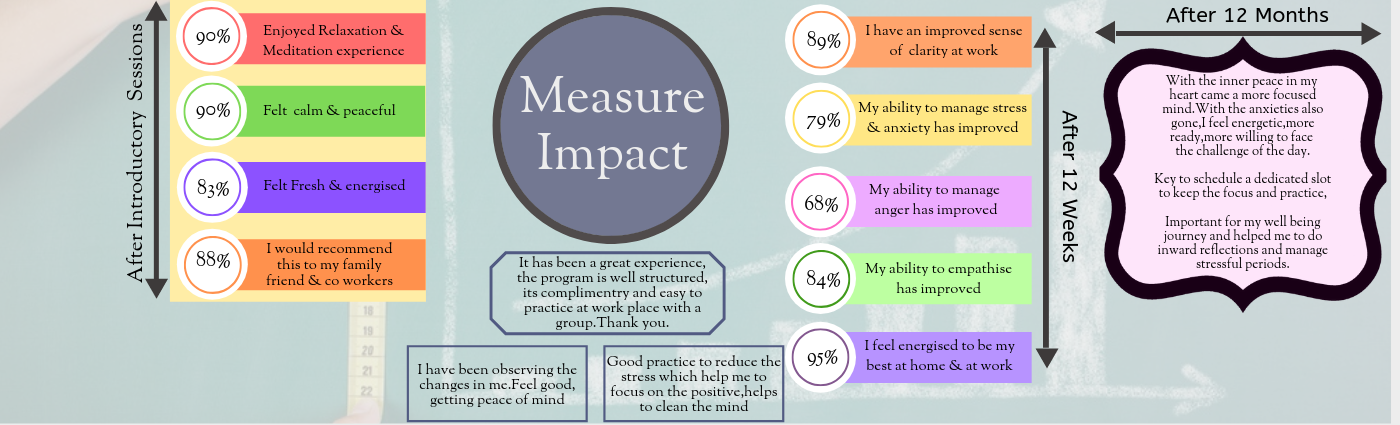 After Introductory Sessions
90%
Enjoyed Relaxation &
Meditation experience
90%
Felt calm & peaceful
83%
Felt Fresh & energised
88%
I would recommend
this to my family
friend & co workers
Measure
Impact
It has been a great experience,
the program is well structured,
its complimentry and easy to
practice at work place with a
group.Thank you.
I have been observing the
changes in me.Feel good,
getting peace of mind
Good practice to reduce the
stress which help me to
focus on the positive,helps
to clean the mind
89%
I have an improved sense
of clarity at work
79%
My ability to manage stress
& anxiety has improved
68%
My ability to manage
anger has improved
84%
My ability to empathise
has improved
95%
I feel energised to be my
best at home & at work
After 12 Weeks
After 12 Months
With the inner peace in my
heart came a more focused
mind.With the anxieties also
gone,I feel energetic,more
ready,more willing to face
the challenge of the day.
Key to schedule a dedicated slot
to keep the focus and practice,
Important for my well being
journey and helped me to do
inward reflections and manage
stressful periods.
18
19
20
21
22